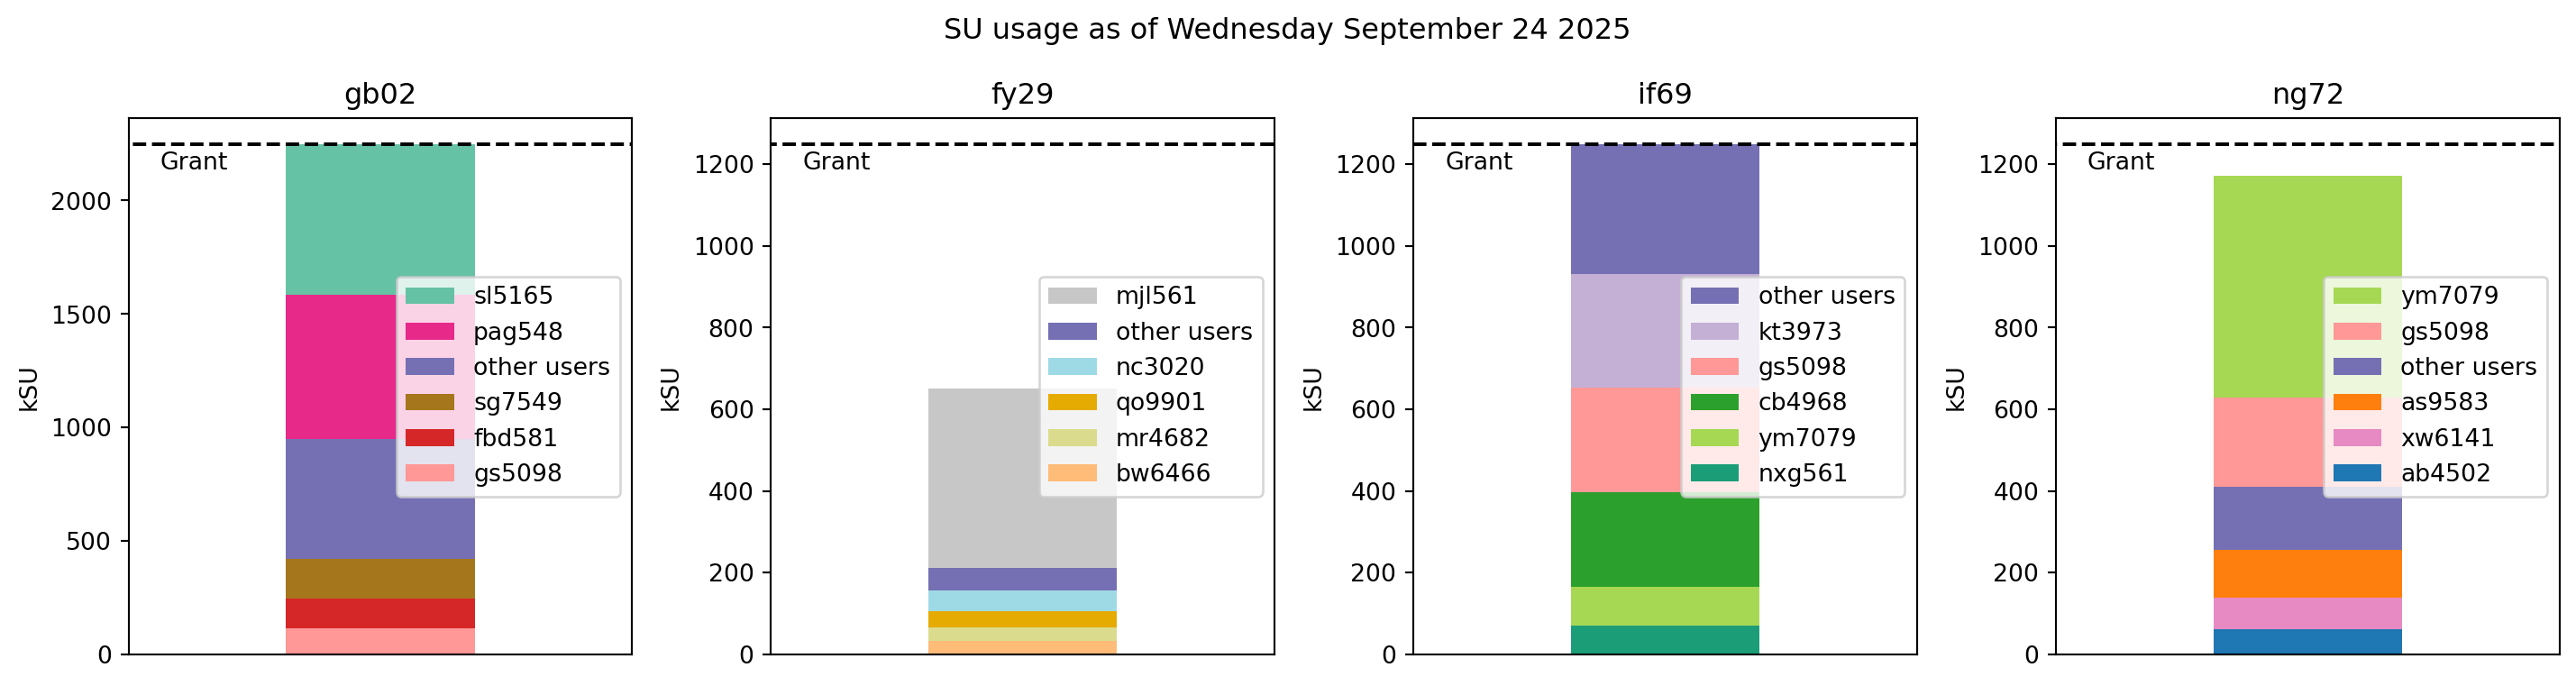 SU usage as of Wednesday September 24 2025
gb02
kSU
2000
1500
1000
500
0
Grant
sl5165
pag548
other users
sg7549
fbd581
gs5098
fy29
kSU
1200
1000
800
600
400
200
0
Grant
mjl561
other users
nc3020
qo9901
mr4682
bw6466
if69
kSU
1200
1000
800
600
400
200
0
Grant
other users
kt3973
gs5098
cb4968
ym7079
nxg561
ng72
kSU
1200
1000
800
600
400
200
0
Grant
ym7079
gs5098
other users
as9583
xw6141
ab4502